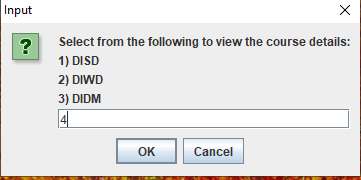 Input
Select from the following to view the course details:
1) DISD
2) DIWD
3) DIDM
4
OK Cancel